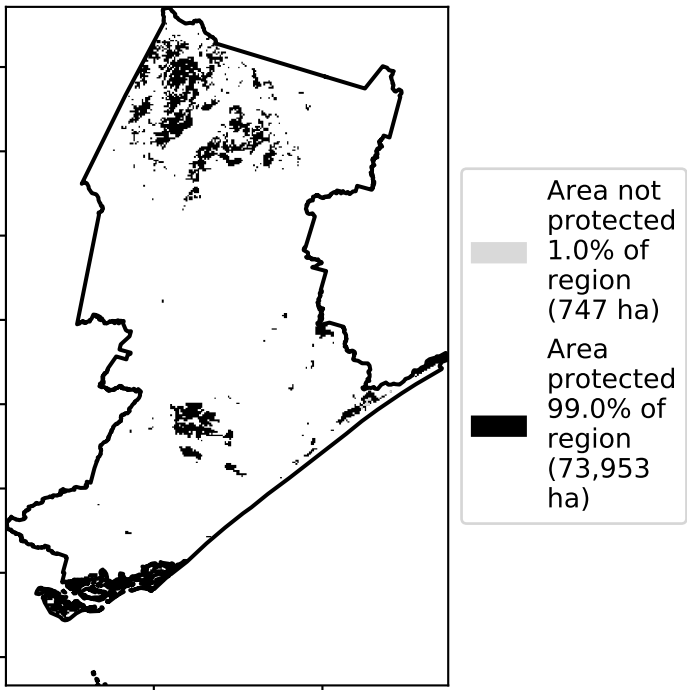 Area not
protected
1.0% of
region
(747 ha)
Area
protected
99.0% of
region
(73,953
ha)